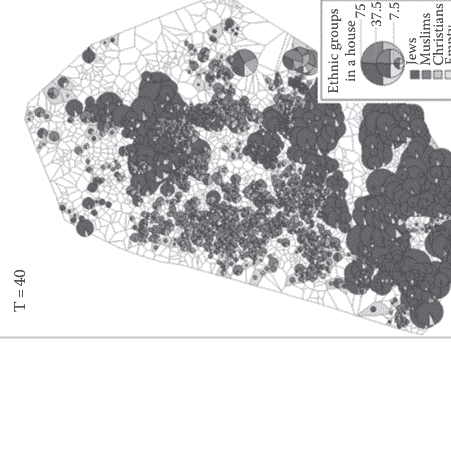 T = 40
Ethnic groups
in a house
75
37.5
7.5
Jews
Muslims
Christians